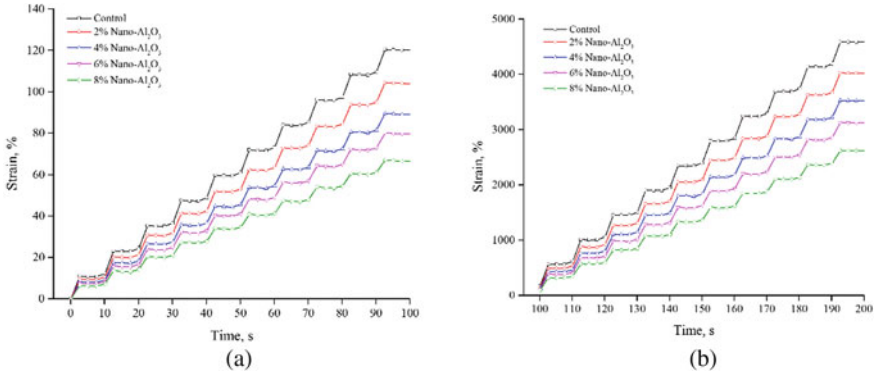 Control
2% Nano-Al₂O₃
4% Nano-Al₂O₃
6% Nano-Al₂O₃
8% Nano-Al₂O₃
140
120
100
80
60
40
20
0
Strain, %
0 10 20 30 40 50 60 70 80 90 100
Time, s
(a)
Control
2% Nano-Al₂O₃
4% Nano-Al₂O₃
6% Nano-Al₂O₃
8% Nano-Al₂O₃
5000
4000
3000
2000
1000
0
Strain, %
100 110 120 130 140 150 160 170 180 190 200
Time, s
(b)